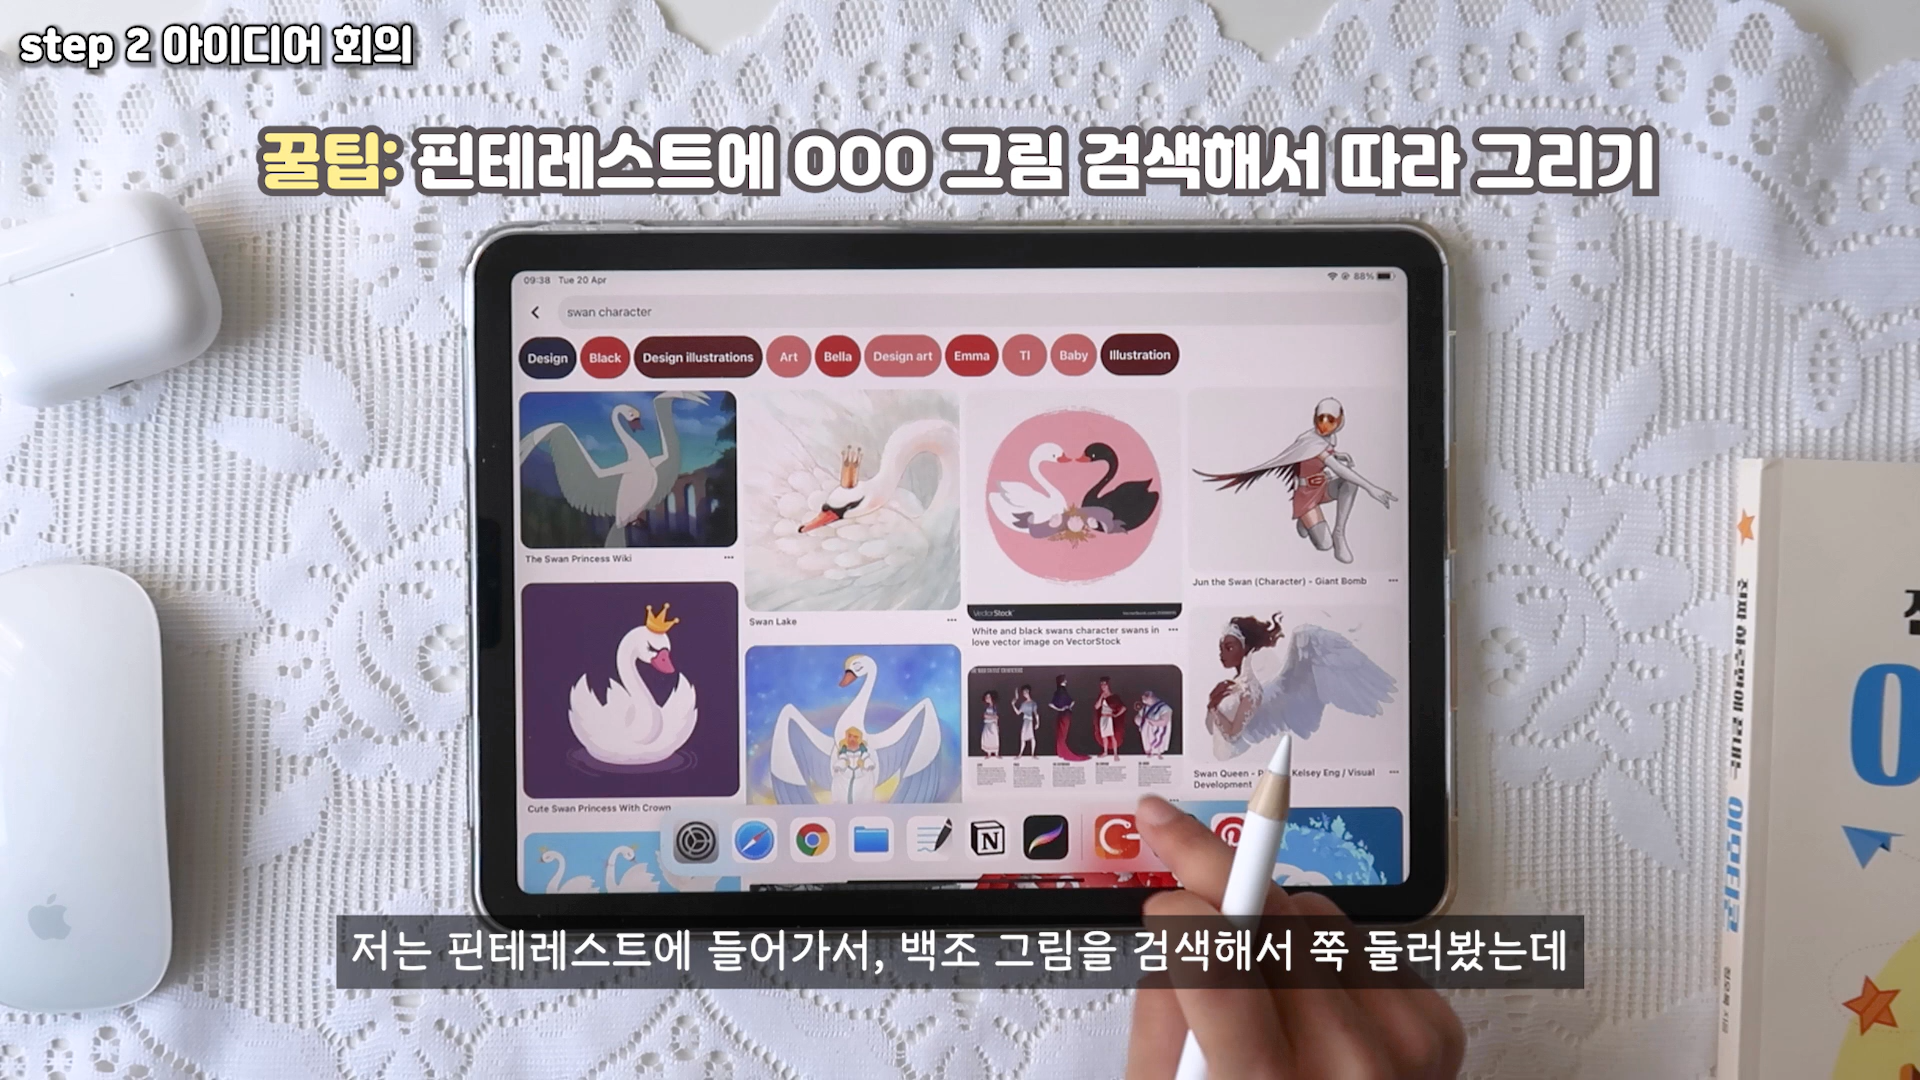 step 2 아이디어 회의
꿀팁: 핀테레스트에 OOO 그림 검색해서 따라 그리기
09:38 Tue 20 Apr
88%
swan character
Design
Black
Design illustrations
Art
Bella
Design art
Emma
TI
Baby
Illustration
The Swan Princess Wiki
Swan Lake
VectorStock
White and black swans character swans in
love vector image on VectorStock
Jun the Swan (Character) - Giant Bomb
Cute Swan Princess With Crown
Swan Queen - Kelsey Eng / Visual
Development
저는 핀테레스트에 들어가서, 백조 그림을 검색해서 쭉 둘러봤는데